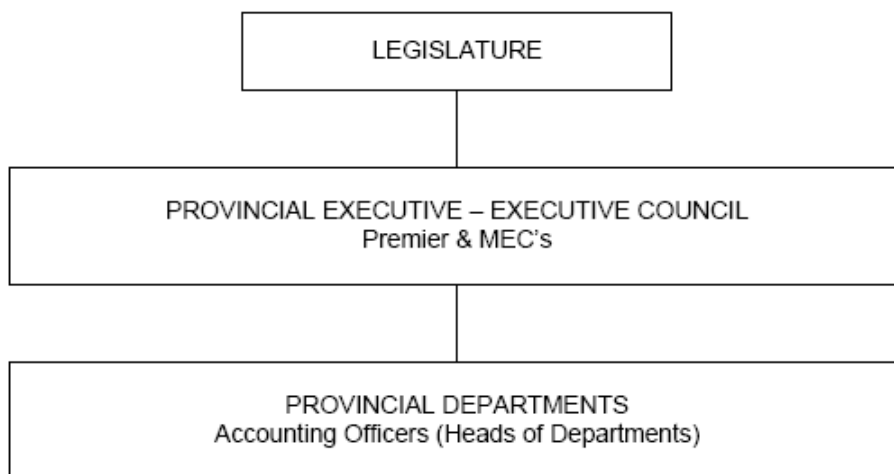 LEGISLATURE
PROVINCIAL EXECUTIVE – EXECUTIVE COUNCIL
Premier & MEC's
PROVINCIAL DEPARTMENTS
Accounting Officers (Heads of Departments)